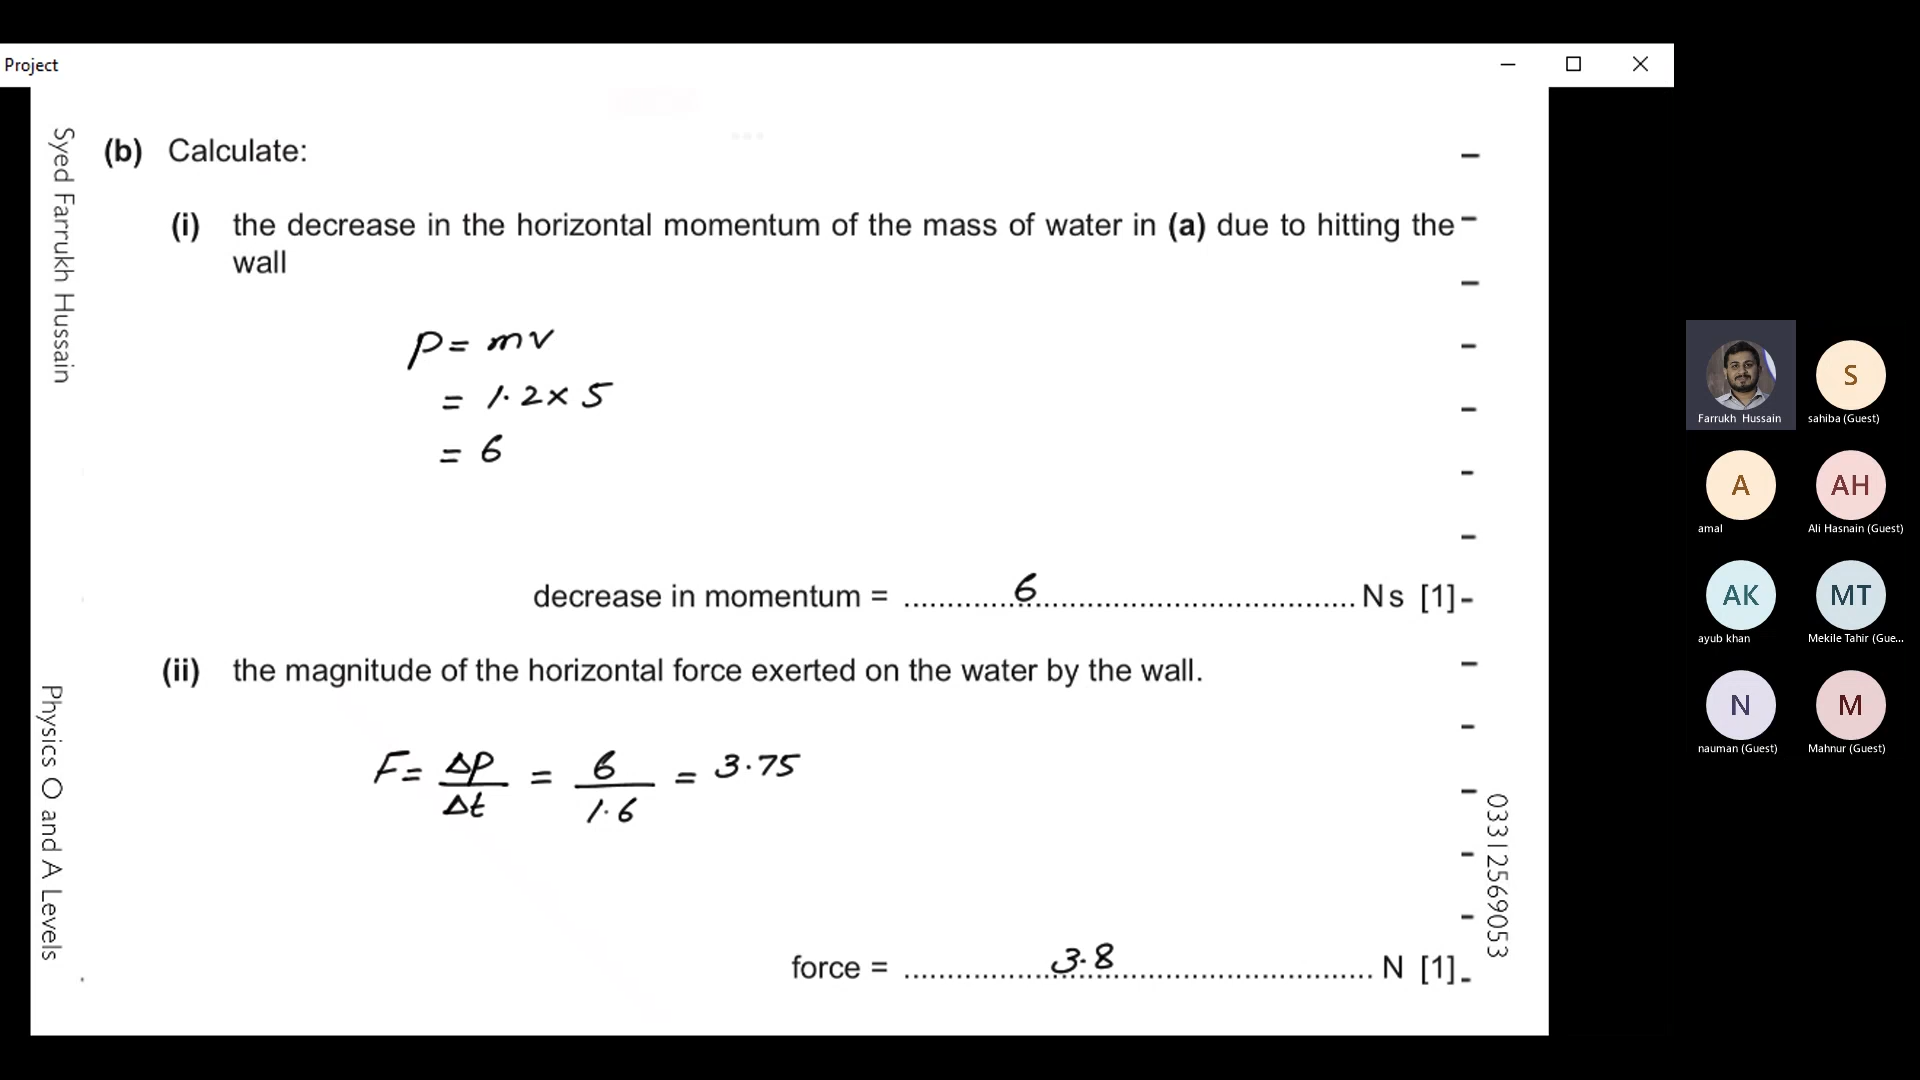 Project
Syed Farrukh Hussain
(b) Calculate:
(i) the decrease in the horizontal momentum of the mass of water in (a) due to hitting the
wall
P = mv
= 1.2 x 5
= 6
decrease in momentum = ........6........ N s [1]
(ii) the magnitude of the horizontal force exerted on the water by the wall.
F = ΔP/Δt = 6/1.6 = 3.75
force = ........3.8........ N [1]
Physics O and A Levels
03312569053
Farrukh Hussain
S
sahiba (Guest)
A
amal
AH
Ali Hasnain (Guest)
AK
ayub khan
MT
Mekile Tahir (Gue...
N
nauman (Guest)
M
Mahnur (Guest)